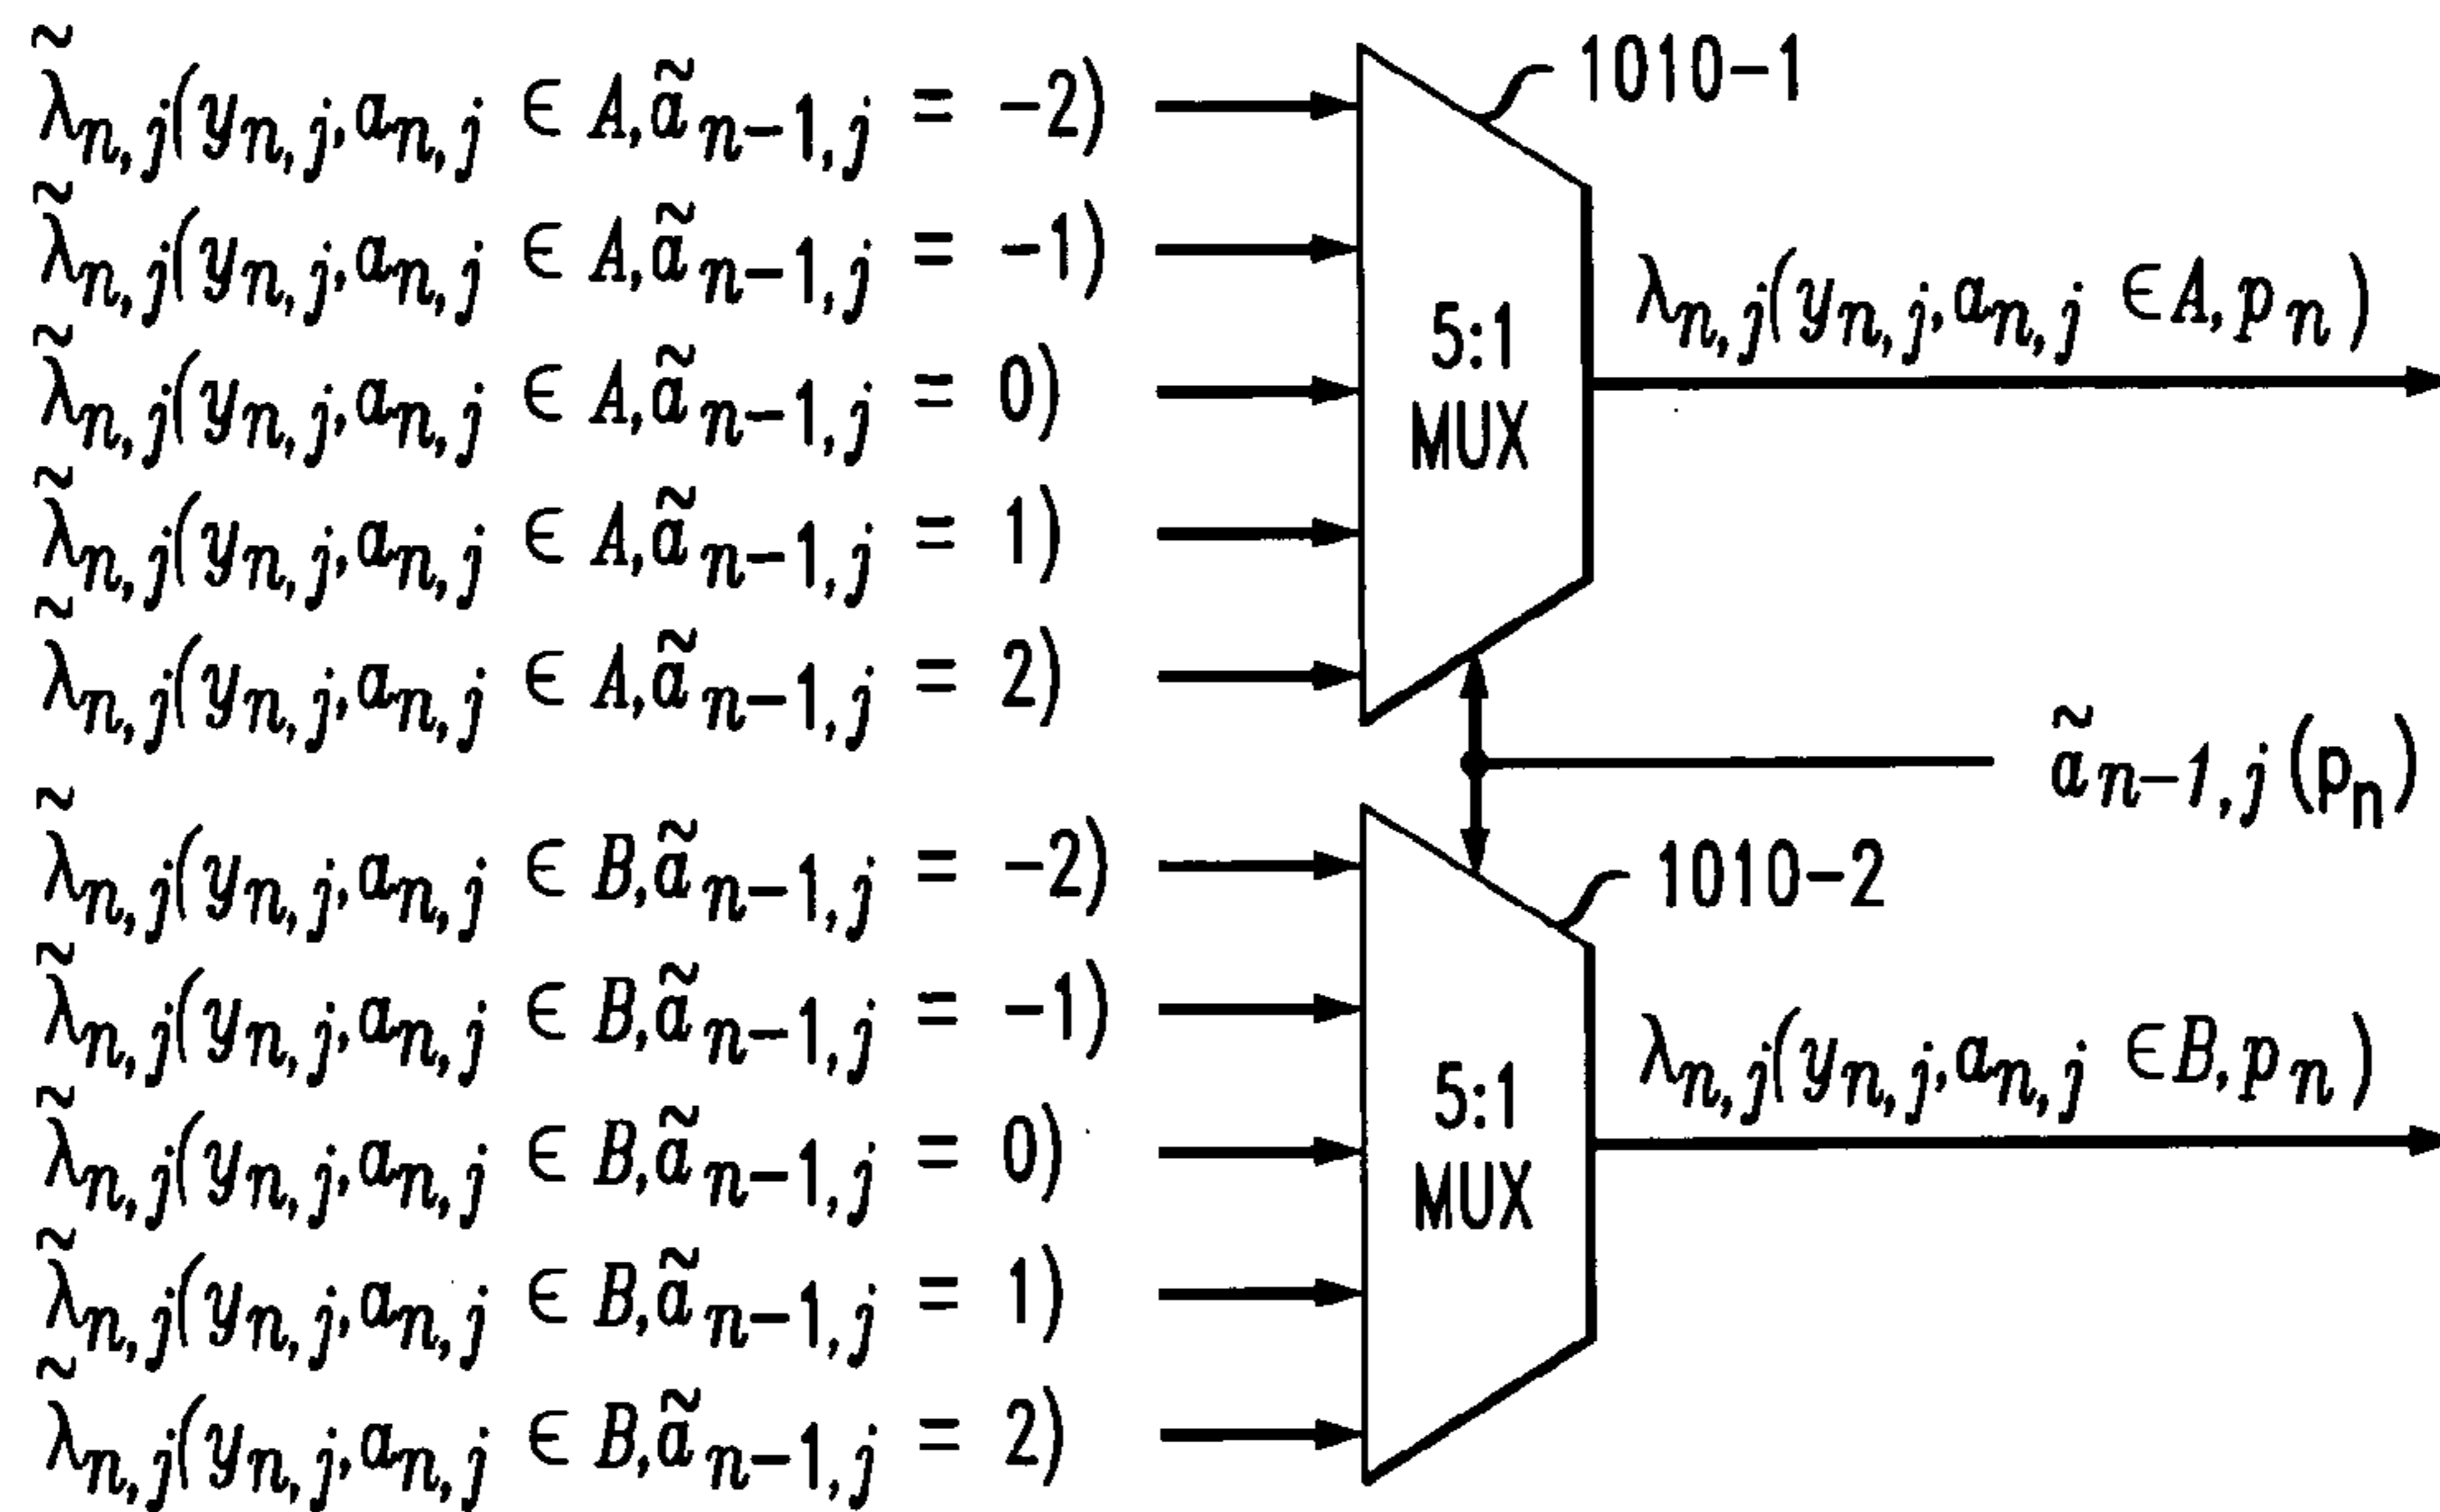 λ̃n,j(yn,j,an,j ∈ A,ãn-1,j = -2)
λ̃n,j(yn,j,an,j ∈ A,ãn-1,j = -1)
λ̃n,j(yn,j,an,j ∈ A,ãn-1,j = 0)
λ̃n,j(yn,j,an,j ∈ A,ãn-1,j = 1)
λ̃n,j(yn,j,an,j ∈ A,ãn-1,j = 2)
1010-1
5:1
MUX
λn,j(yn,j,an,j ∈A,pn)
ãn-1,j(pn)
λ̃n,j(yn,j,an,j ∈ B,ãn-1,j = -2)
λ̃n,j(yn,j,an,j ∈ B,ãn-1,j = -1)
λ̃n,j(yn,j,an,j ∈ B,ãn-1,j = 0)
λ̃n,j(yn,j,an,j ∈ B,ãn-1,j = 1)
λ̃n,j(yn,j,an,j ∈ B,ãn-1,j = 2)
1010-2
5:1
MUX
λn,j(yn,j,an,j ∈B,pn)